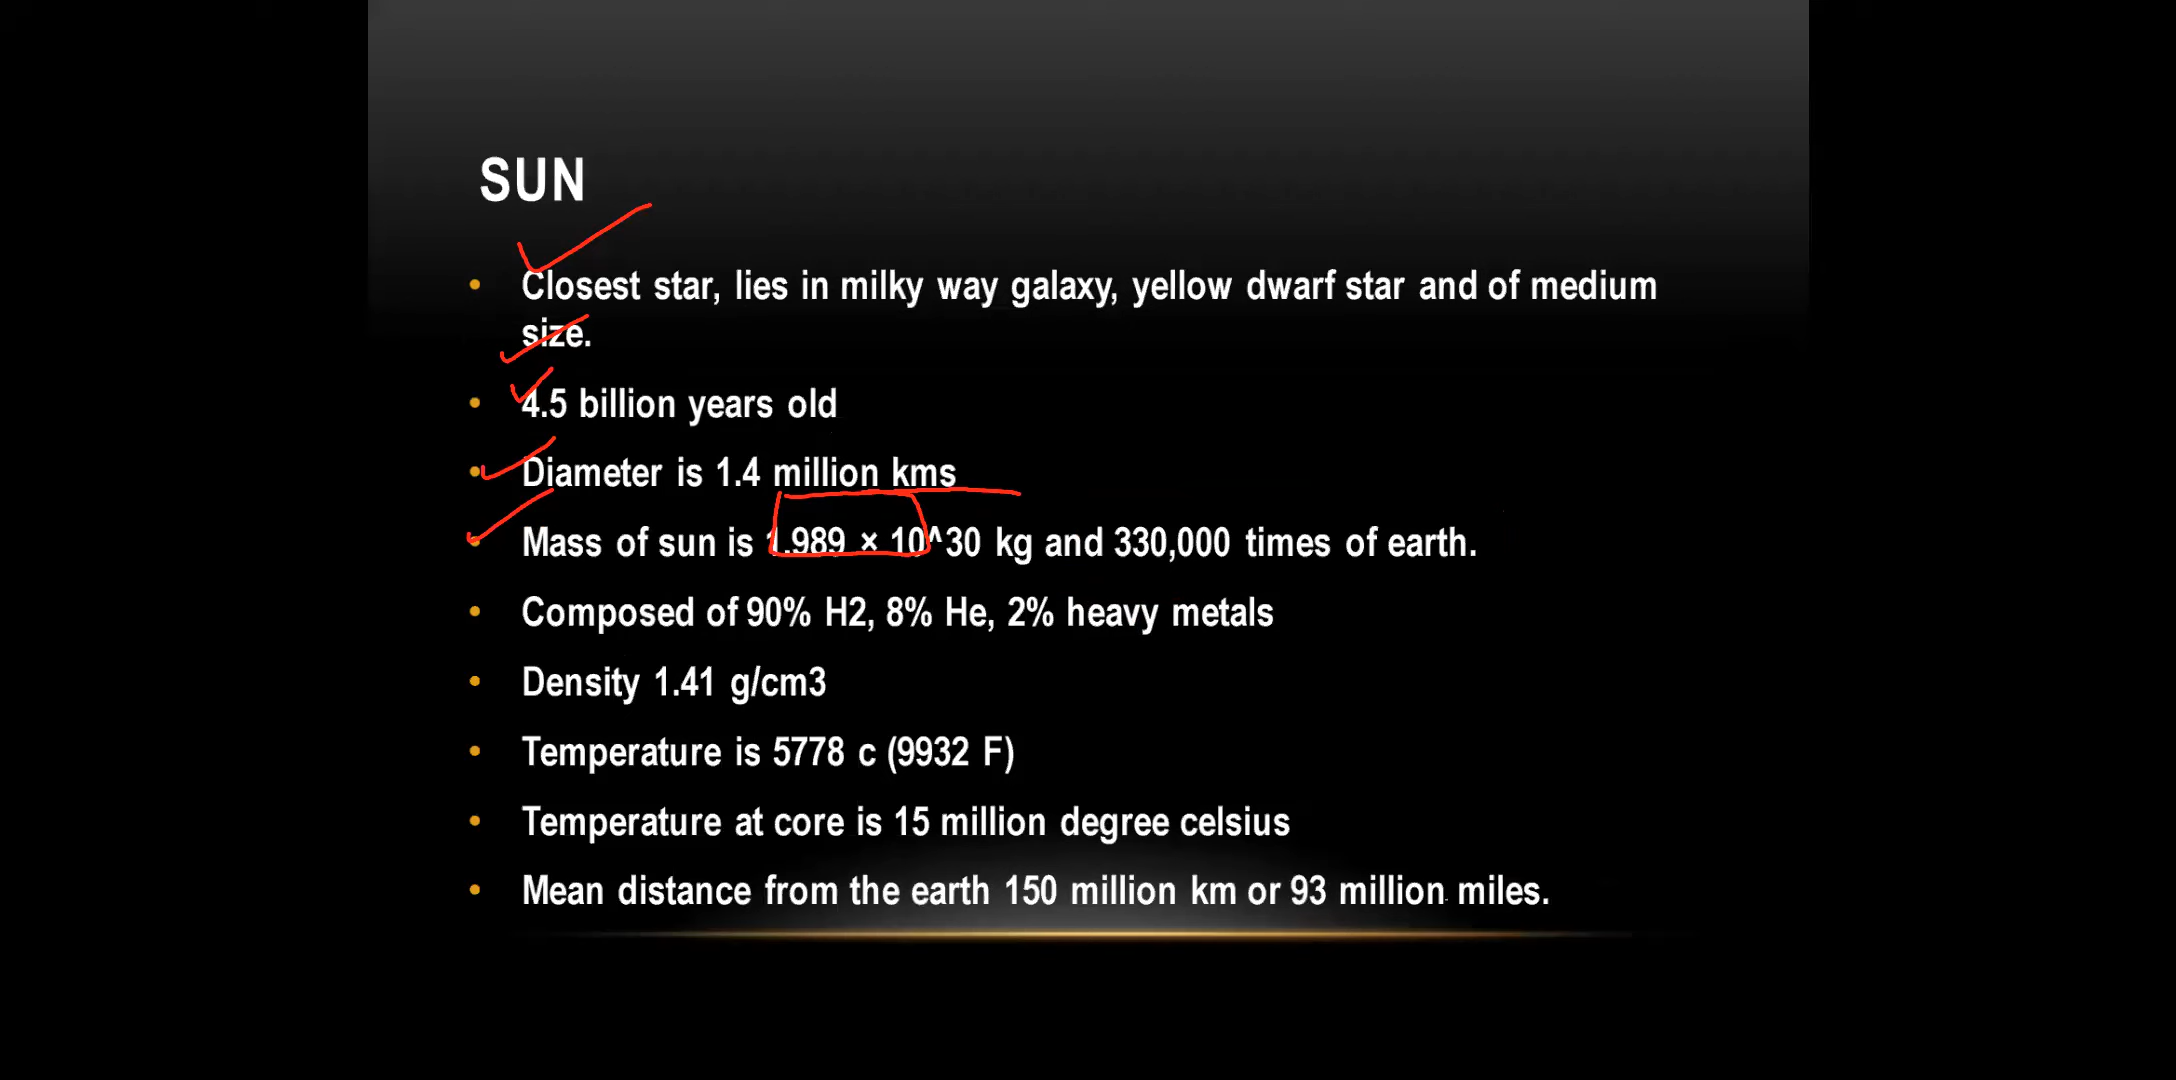 SUN
• Closest star, lies in milky way galaxy, yellow dwarf star and of medium
size.
• 4.5 billion years old
• Diameter is 1.4 million kms
• Mass of sun is 1.989 × 10^30 kg and 330,000 times of earth.
• Composed of 90% H2, 8% He, 2% heavy metals
• Density 1.41 g/cm3
• Temperature is 5778 c (9932 F)
• Temperature at core is 15 million degree celsius
• Mean distance from the earth 150 million km or 93 million miles.